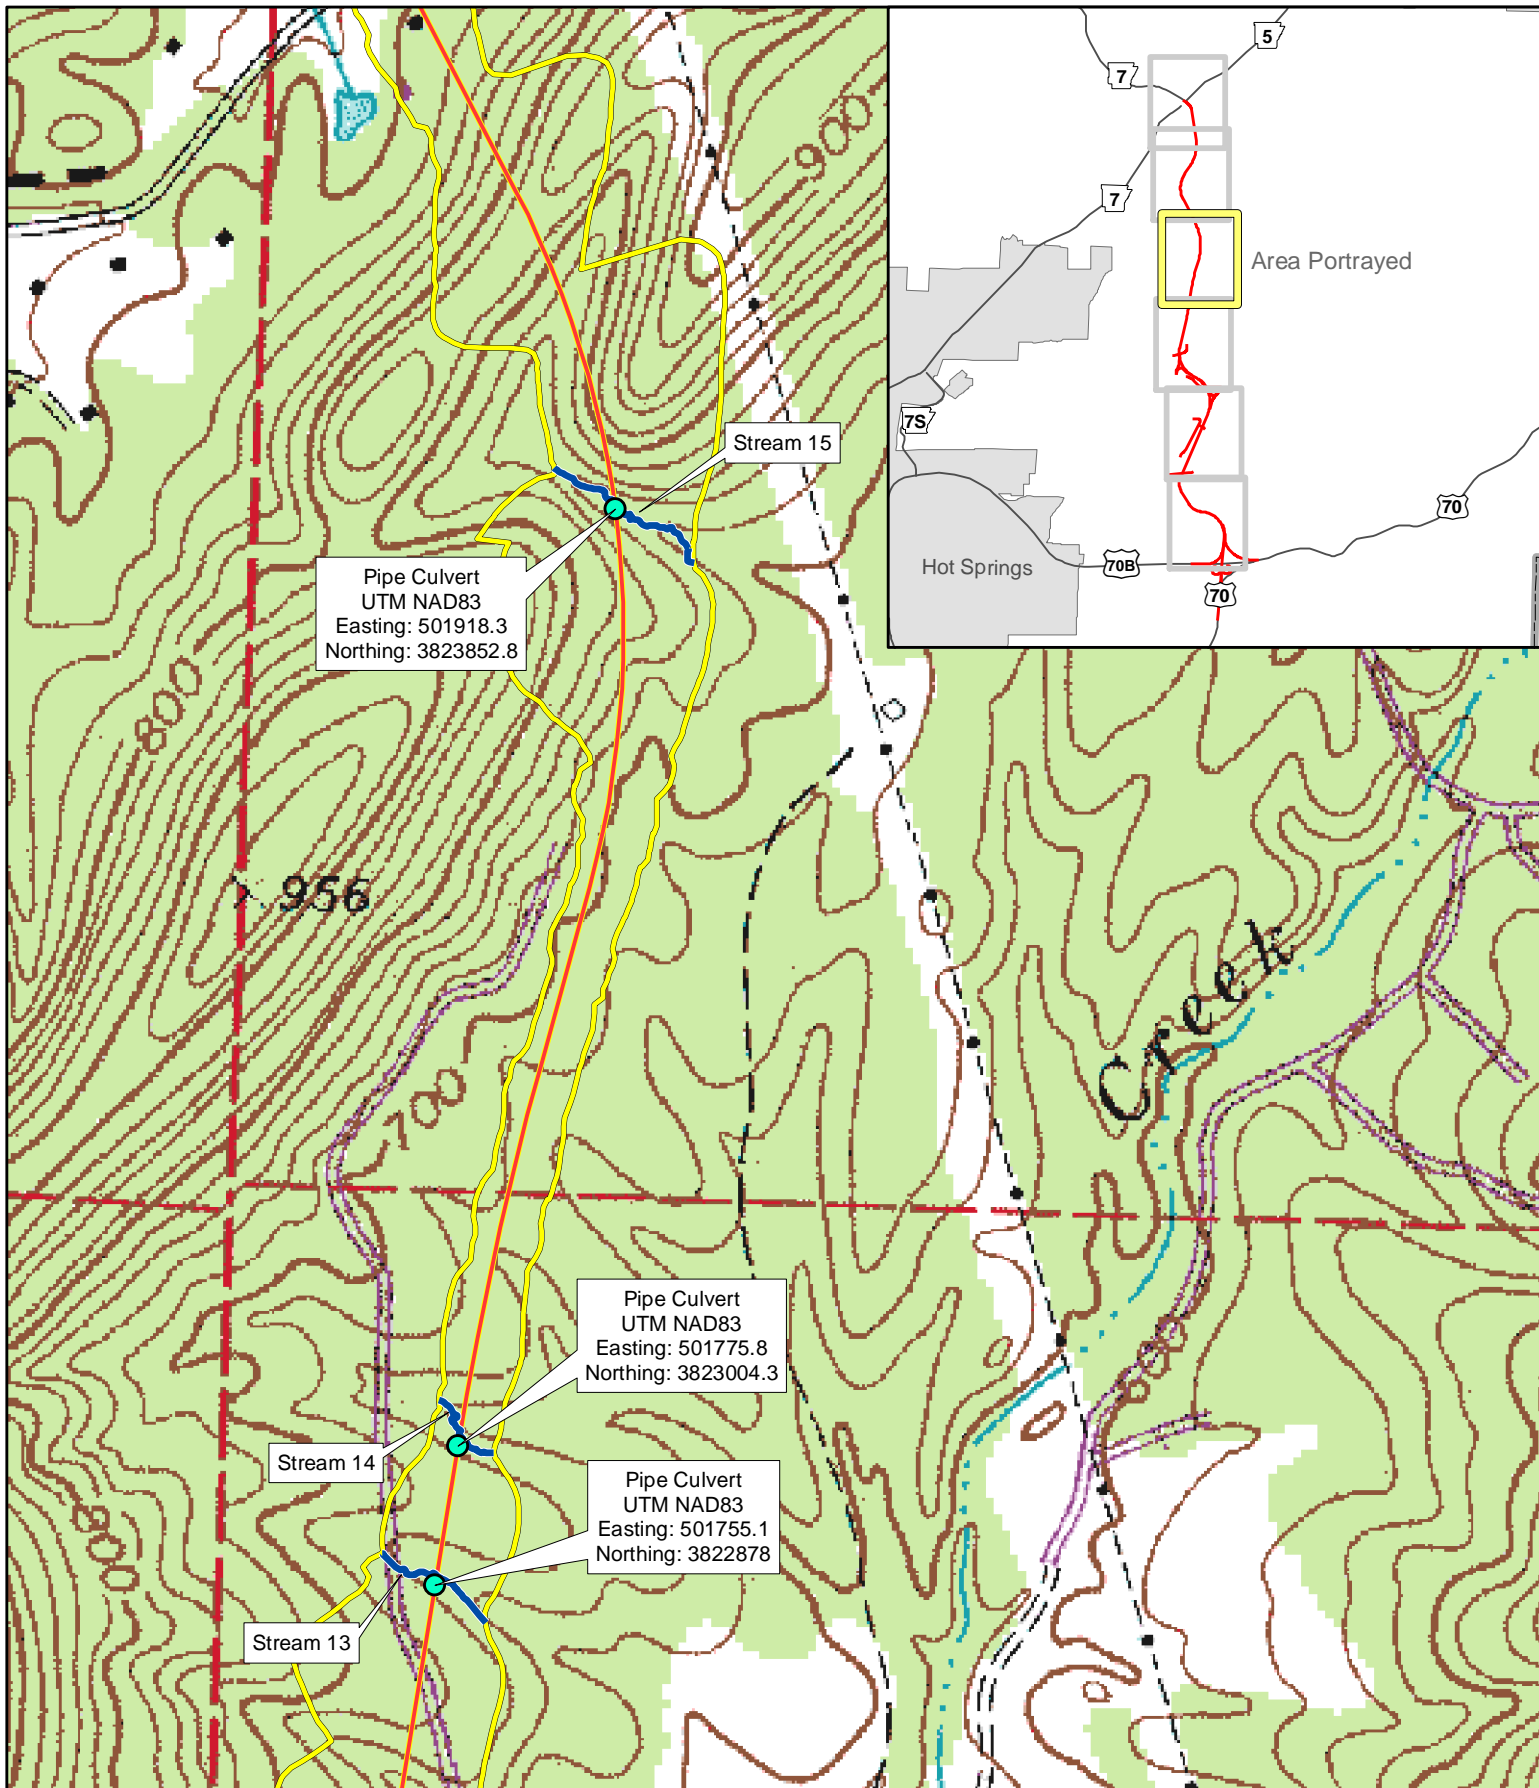 5
7
7
Area Portrayed
7S
70
Hot Springs
70B
70
900
Stream 15
Pipe Culvert
UTM NAD83
Easting: 501918.3
Northing: 3823852.8
800
956
Creek
700
Pipe Culvert
UTM NAD83
Easting: 501775.8
Northing: 3823004.3
Stream 14
Pipe Culvert
UTM NAD83
Easting: 501755.1
Northing: 3822878
Stream 13